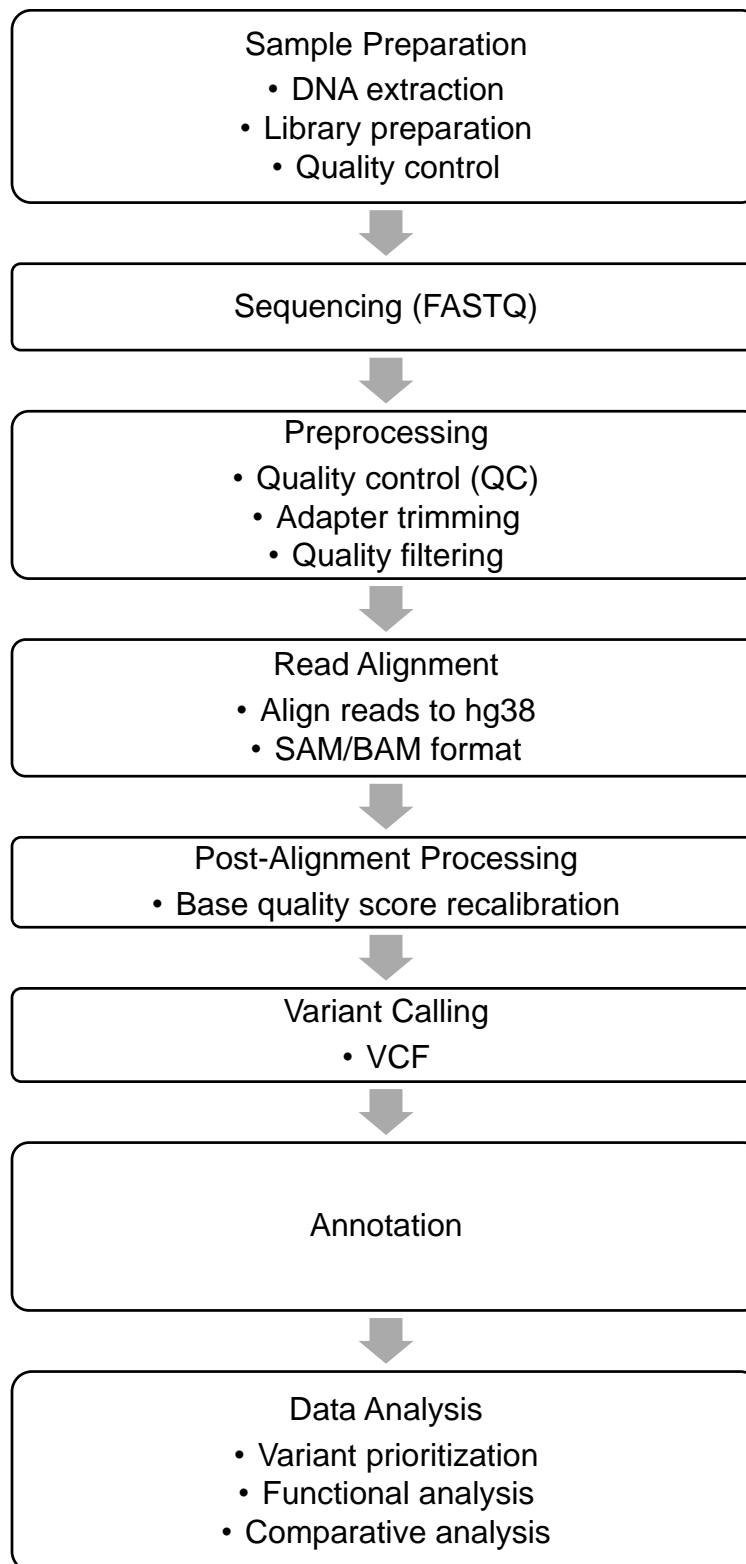 Sample Preparation
• DNA extraction
• Library preparation
• Quality control
Sequencing (FASTQ)
Preprocessing
• Quality control (QC)
• Adapter trimming
• Quality filtering
Read Alignment
• Align reads to hg38
• SAM/BAM format
Post-Alignment Processing
• Base quality score recalibration
Variant Calling
• VCF
Annotation
Data Analysis
• Variant prioritization
• Functional analysis
• Comparative analysis